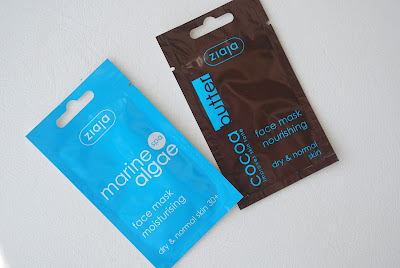 ziaja
marine
algae spa
face mask
moisturising
dry & normal skin 30+
ziaja
cocoa butter
face mask
nourishing
dry & normal
skin